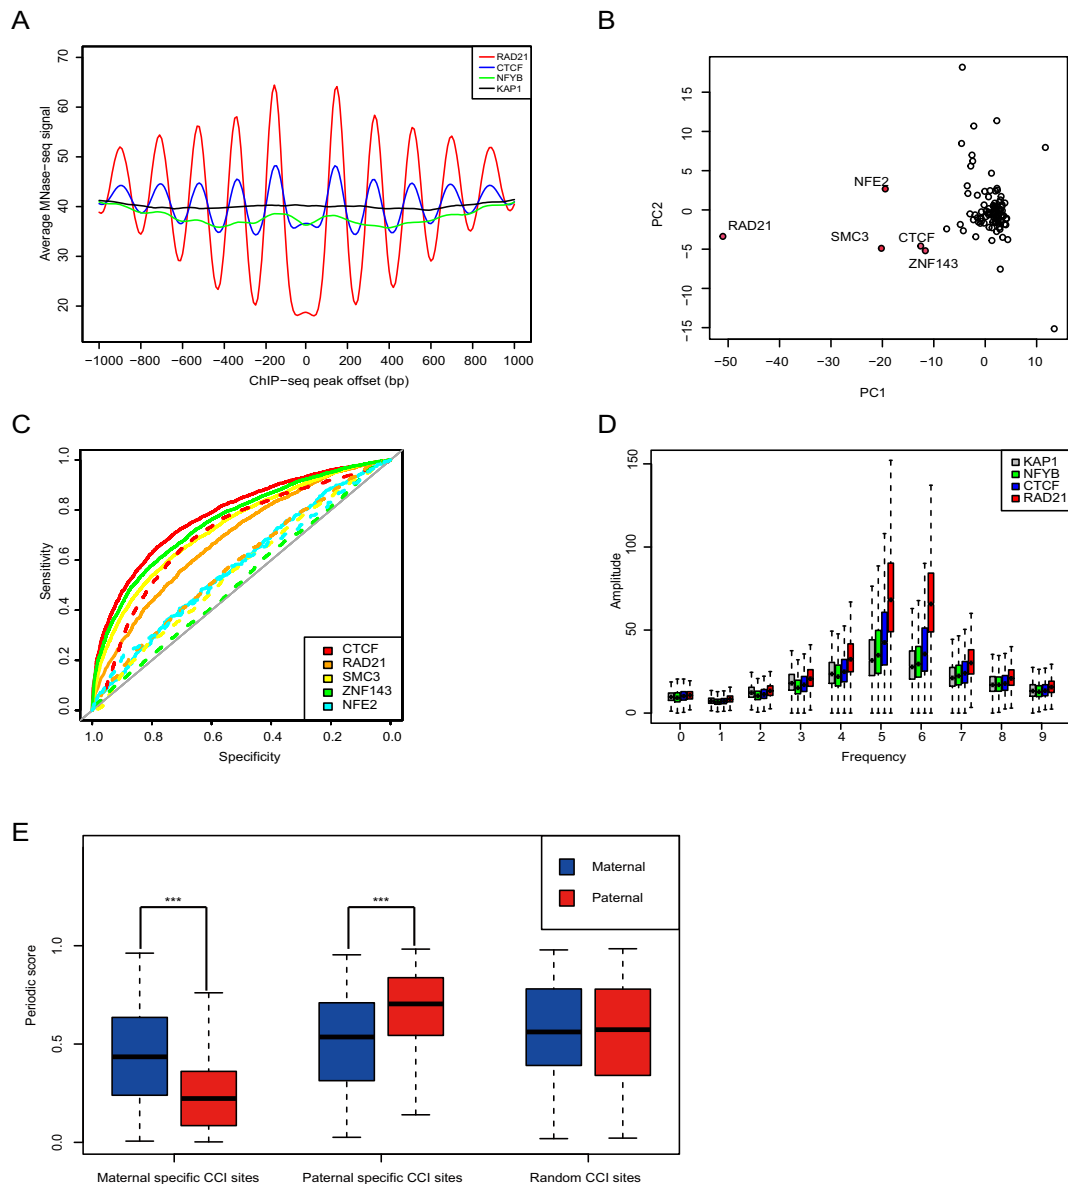 A
Average MNase−seq signal
70
60
50
40
30
20
RAD21
CTCF
NFYB
KAP1
−1000 −800 −600 −400 −200 0 200 400 600 800 1000
ChIP−seq peak offset (bp)
B
PC2
15
10
5
0
−5
−10
−15
NFE2
RAD21
SMC3
CTCF
ZNF143
−50 −40 −30 −20 −10 0 10
PC1
C
Sensitivity
1.0
0.8
0.6
0.4
0.2
0.0
CTCF
RAD21
SMC3
ZNF143
NFE2
1.0 0.8 0.6 0.4 0.2 0.0
Specificity
D
Amplitude
150
100
50
0
KAP1
NFYB
CTCF
RAD21
0 1 2 3 4 5 6 7 8 9
Frequency
E
Periodic score
1.0
0.5
0.0
Maternal
Paternal
***
***
Maternal specific CCI sites
Paternal specific CCI sites
Random CCI sites